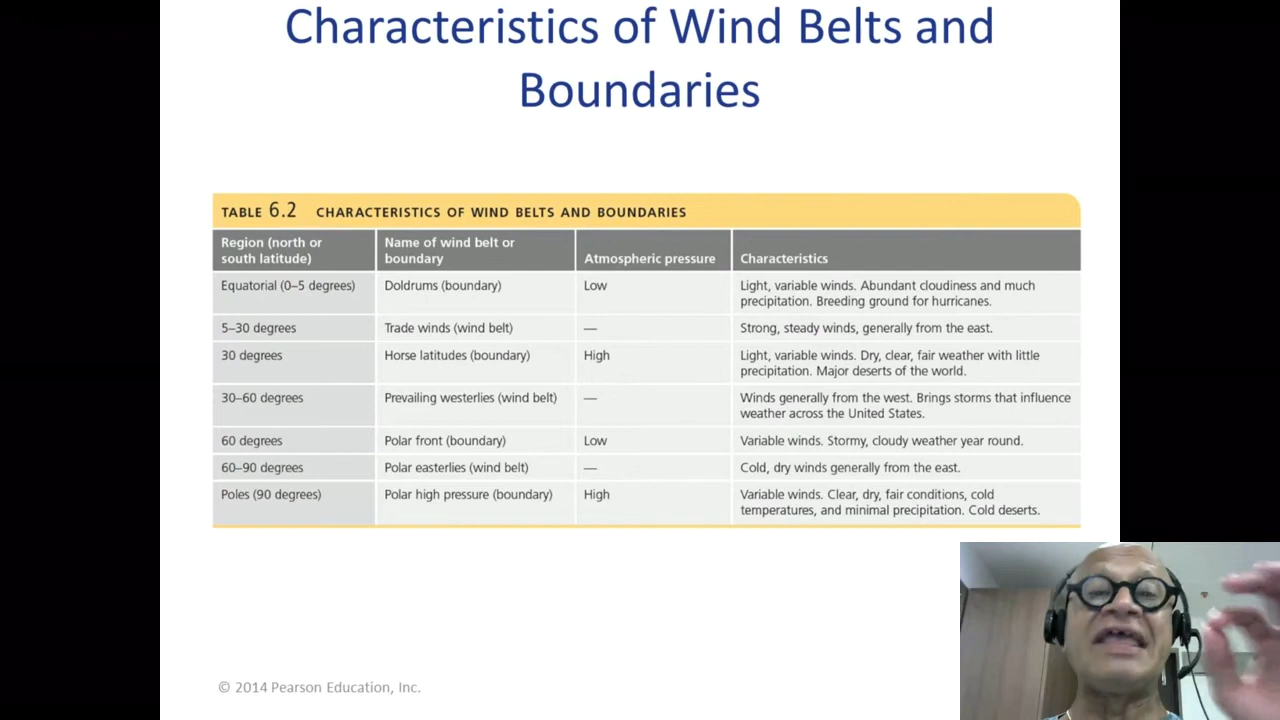 Characteristics of Wind Belts and
Boundaries
TABLE 6.2 CHARACTERISTICS OF WIND BELTS AND BOUNDARIES
Region (north or
south latitude)
Name of wind belt or
boundary
Atmospheric pressure
Characteristics
Equatorial (0–5 degrees)
Doldrums (boundary)
Low
Light, variable winds. Abundant cloudiness and much
precipitation. Breeding ground for hurricanes.
5–30 degrees
Trade winds (wind belt)
—
Strong, steady winds, generally from the east.
30 degrees
Horse latitudes (boundary)
High
Light, variable winds. Dry, clear, fair weather with little
precipitation. Major deserts of the world.
30–60 degrees
Prevailing westerlies (wind belt)
—
Winds generally from the west. Brings storms that influence
weather across the United States.
60 degrees
Polar front (boundary)
Low
Variable winds. Stormy, cloudy weather year round.
60–90 degrees
Polar easterlies (wind belt)
—
Cold, dry winds generally from the east.
Poles (90 degrees)
Polar high pressure (boundary)
High
Variable winds. Clear, dry, fair conditions, cold
temperatures, and minimal precipitation. Cold deserts.
© 2014 Pearson Education, Inc.